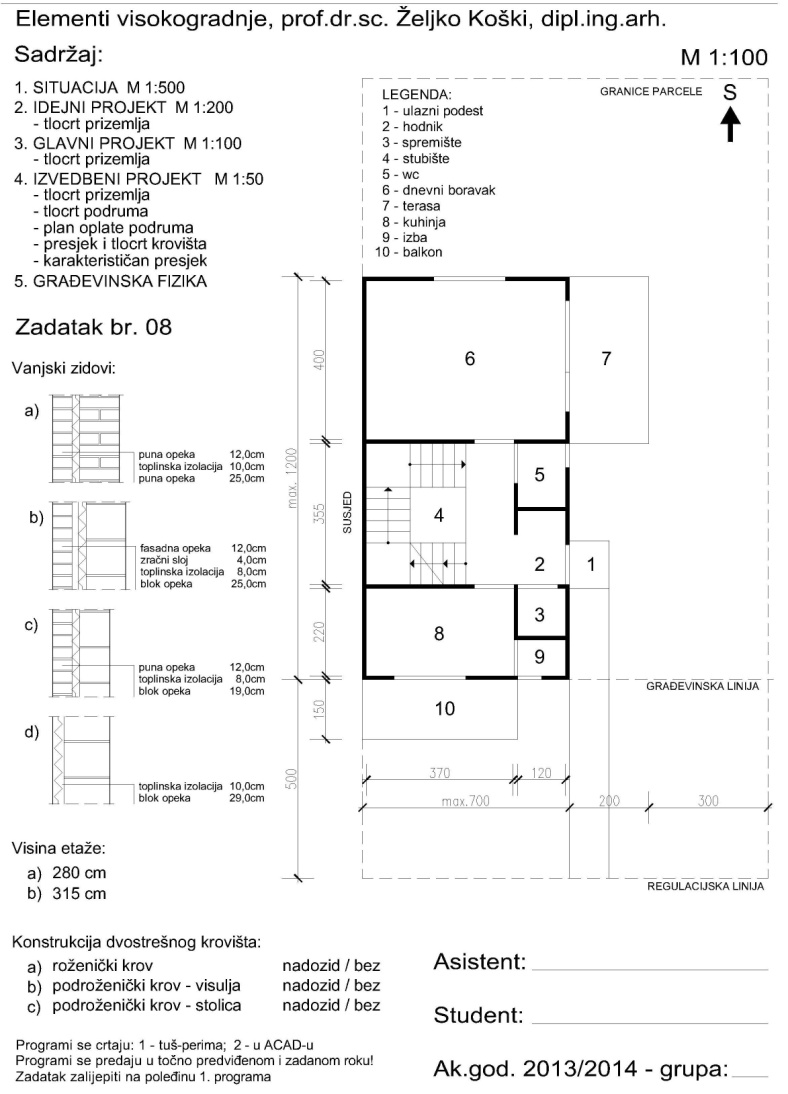 Elementi visokogradnje, prof.dr.sc. Željko Koški, dipl.ing.arh.
Sadržaj:
M 1:100
1. SITUACIJA M 1:500
2. IDEJNI PROJEKT M 1:200
- tlocrt prizemlja
3. GLAVNI PROJEKT M 1:100
- tlocrt prizemlja
4. IZVEDBENI PROJEKT M 1:50
- tlocrt prizemlja
- tlocrt podruma
- plan oplate podruma
- presjek i tlocrt krovišta
- karakterističan presjek
5. GRAĐEVINSKA FIZIKA
LEGENDA:
1 - ulazni podest
2 - hodnik
3 - spremište
4 - stubište
5 - wc
6 - dnevni boravak
7 - terasa
8 - kuhinja
9 - izba
10 - balkon
GRANICE PARCELE
S
Zadatak br. 08
Vanjski zidovi:
a)
puna opeka 12,0cm
toplinska izolacija 10,0cm
puna opeka 25,0cm
b)
fasadna opeka 12,0cm
zračni sloj 4,0cm
toplinska izolacija 8,0cm
blok opeka 25,0cm
c)
puna opeka 12,0cm
toplinska izolacija 8,0cm
blok opeka 19,0cm
d)
toplinska izolacija 10,0cm
blok opeka 29,0cm
max. 1200
400
355
220
150
500
SUSJED
6
7
5
4
2
1
3
8
9
10
GRAĐEVINSKA LINIJA
370
120
max.700
200
300
REGULACIJSKA LINIJA
Visina etaže:
a) 280 cm
b) 315 cm
Konstrukcija dvostrešnog krovišta:
a) roženički krov nadozid / bez
b) podroženički krov - visulja nadozid / bez
c) podroženički krov - stolica nadozid / bez
Programi se crtaju: 1 - tuš-perima; 2 - u ACAD-u
Programi se predaju u točno predviđenom i zadanom roku!
Zadatak zalijepiti na poleđinu 1. programa
Asistent:
Student:
Ak.god. 2013/2014 - grupa: